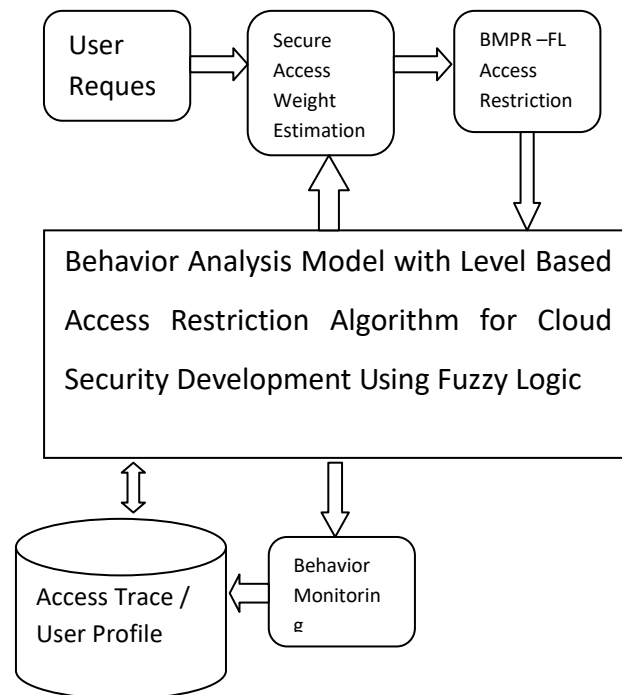 User
Reques
Secure
Access
Weight
Estimation
BMPR –FL
Access
Restriction
Behavior Analysis Model with Level Based
Access Restriction Algorithm for Cloud
Security Development Using Fuzzy Logic
Access Trace /
User Profile
Behavior
Monitorin
g